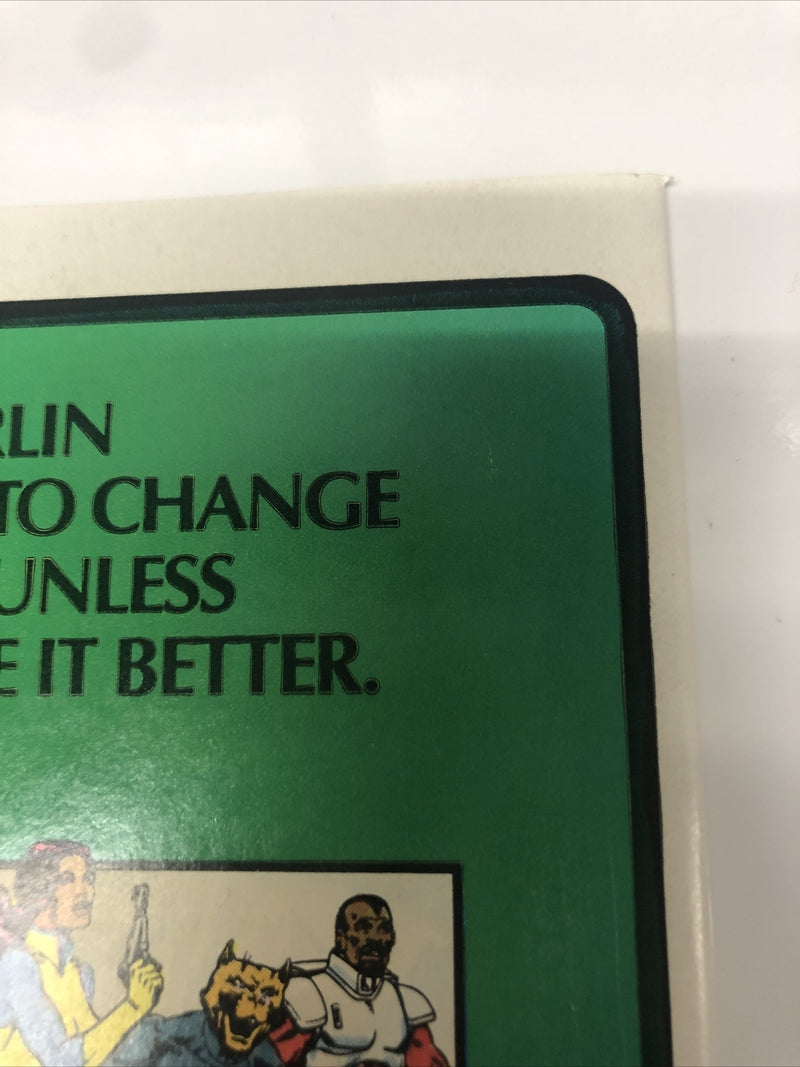 RLIN
TO CHANGE
UNLESS
E IT BETTER.